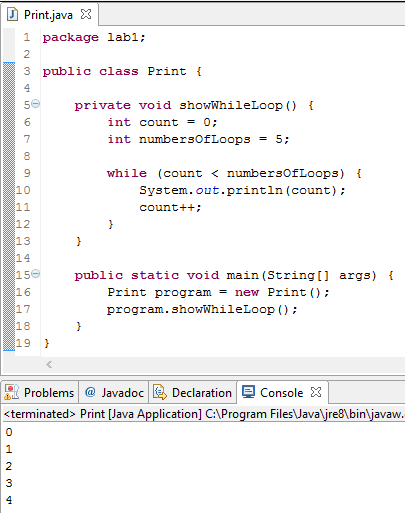 Print.java
1 package lab1;
2
3 public class Print {
4
5 private void showWhileLoop() {
6 int count = 0;
7 int numbersOfLoops = 5;
8
9 while (count < numbersOfLoops) {
10 System.out.println(count);
11 count++;
12 }
13 }
14
15 public static void main(String[] args) {
16 Print program = new Print();
17 program.showWhileLoop();
18 }
19 }
Problems @ Javadoc Declaration Console
<terminated> Print [Java Application] C:\Program Files\Java\jre8\bin\javaw.
0
1
2
3
4